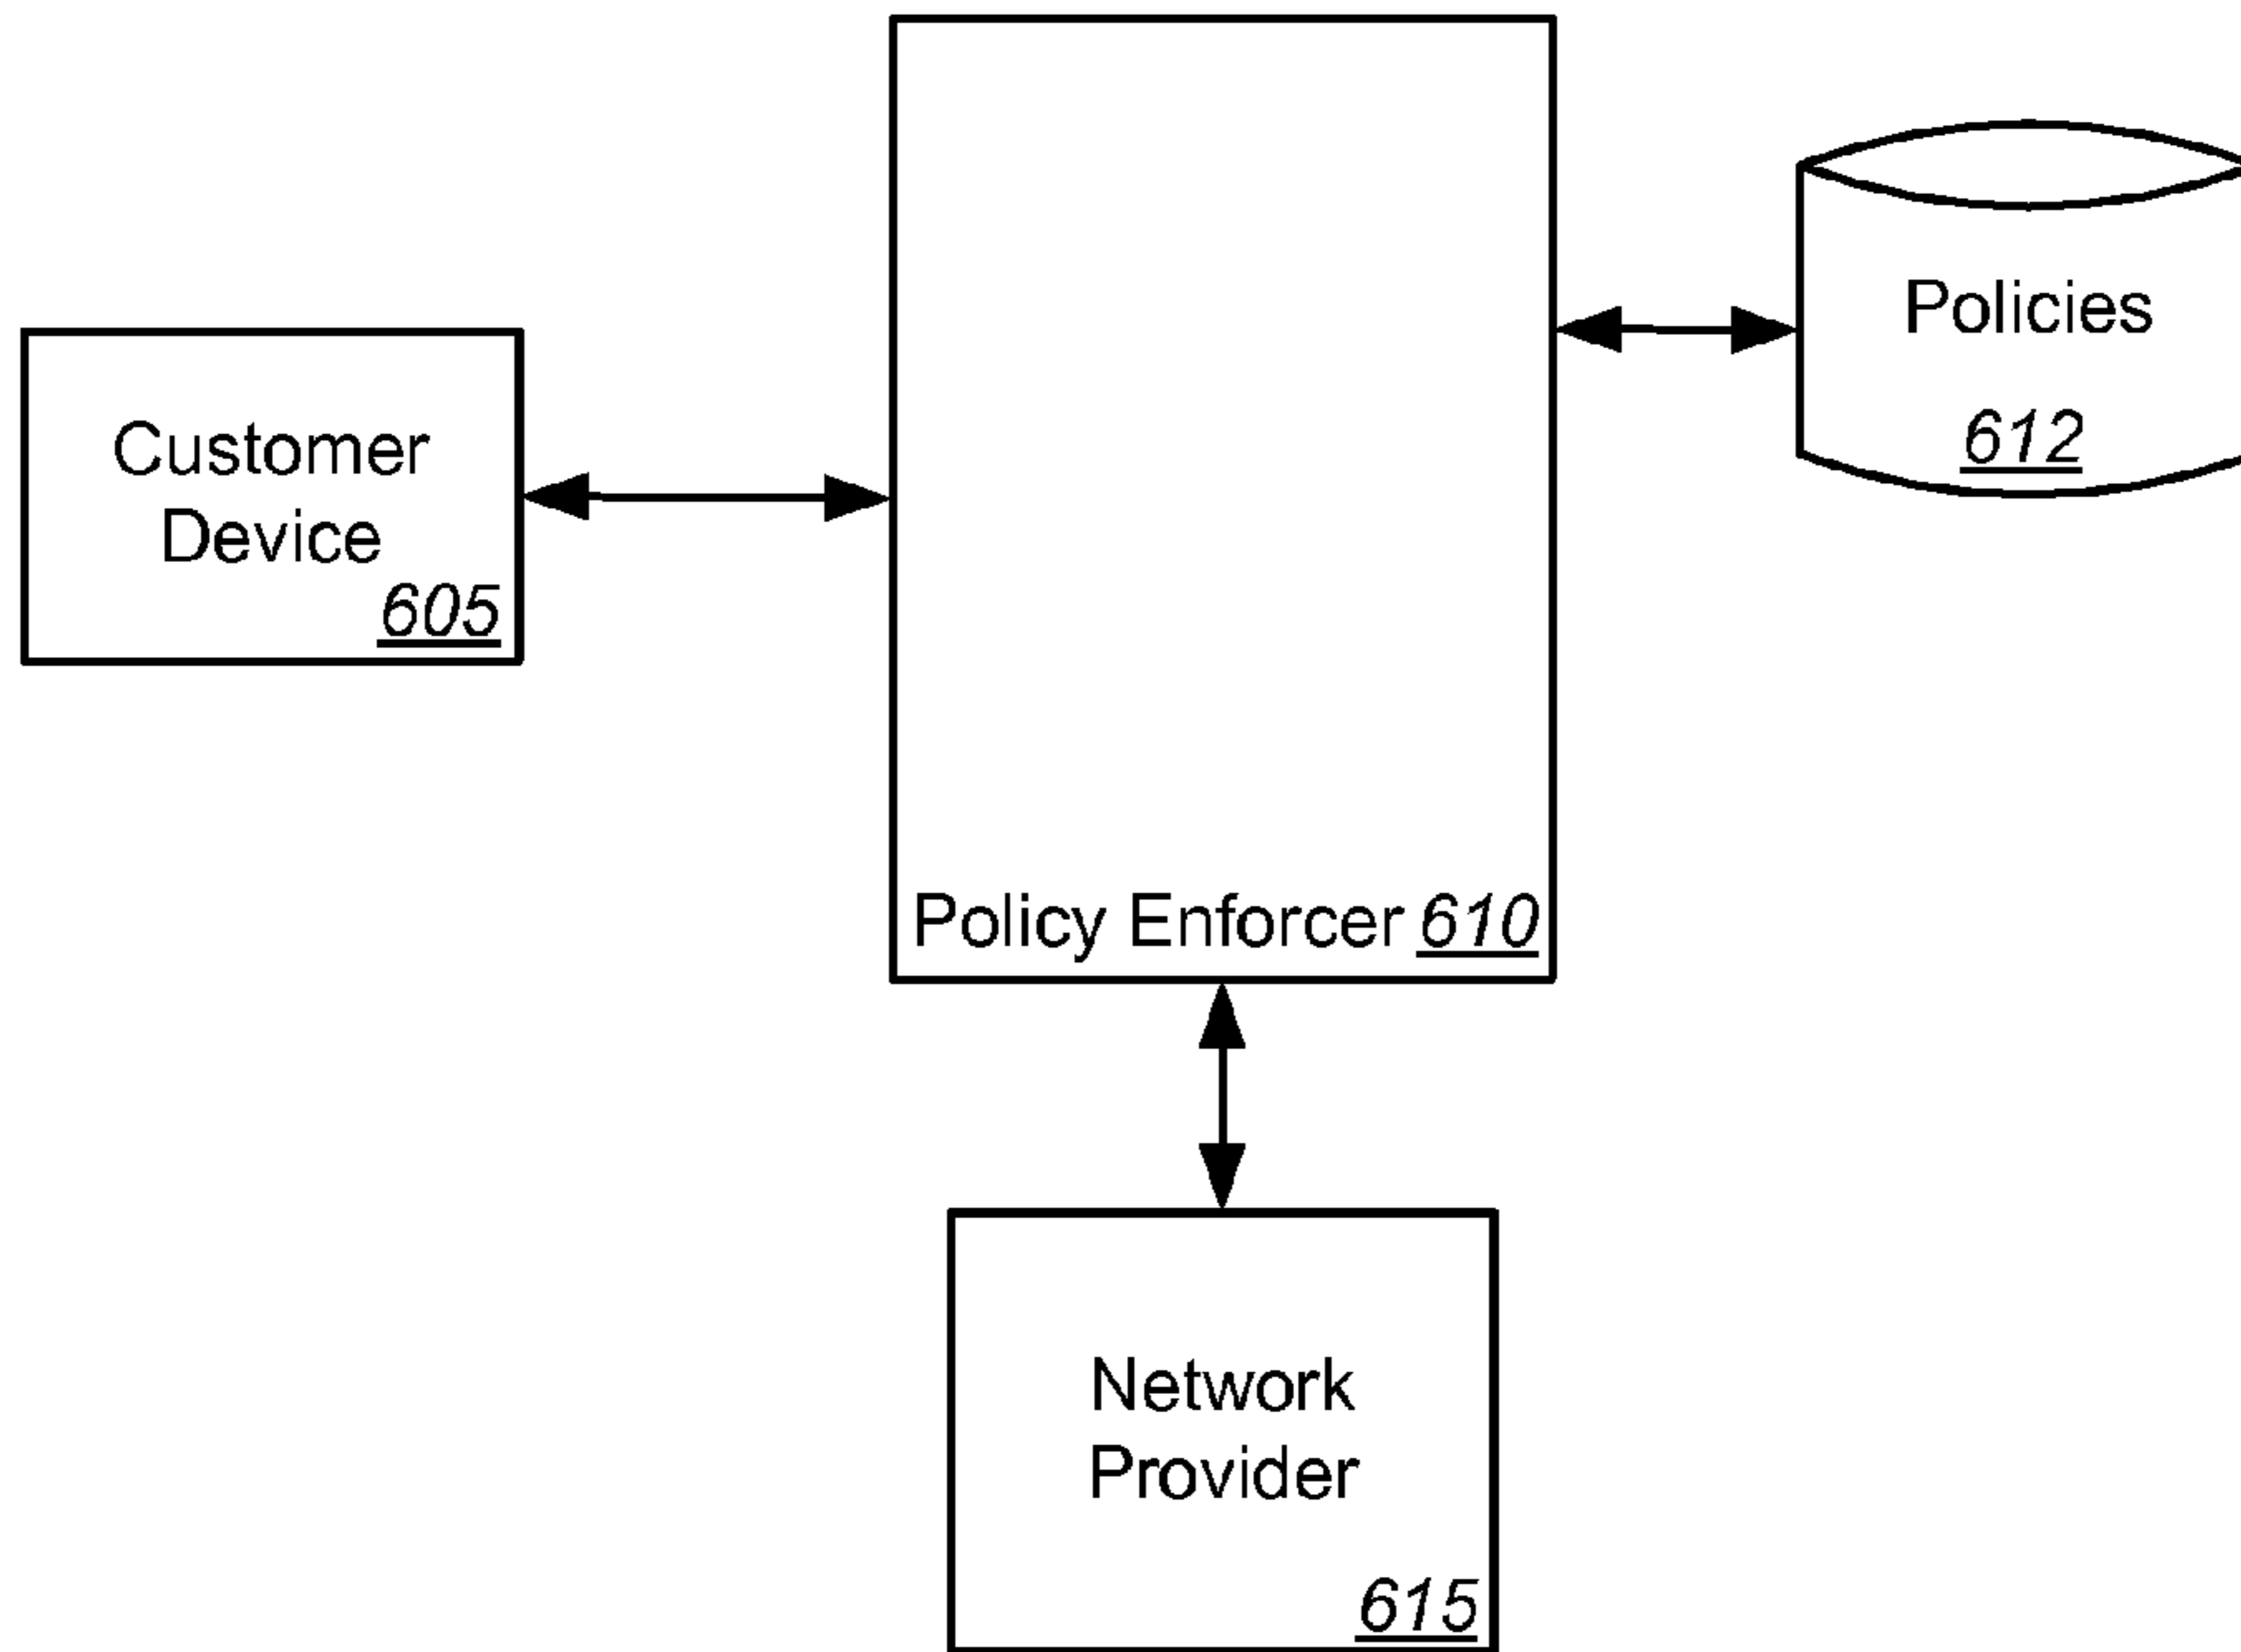 Customer
Device
605
Policies
612
Policy Enforcer 610
Network
Provider
615